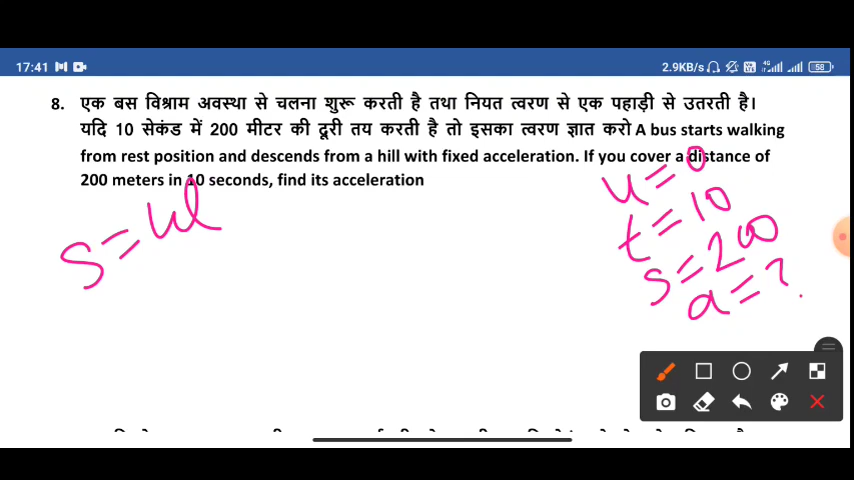 17:41 2.9KB/s 4G 58
8. एक बस विश्राम अवस्था से चलना शुरू करती है तथा नियत त्वरण से एक पहाड़ी से उतरती है।
यदि 10 सेकंड में 200 मीटर की दूरी तय करती है तो इसका त्वरण ज्ञात करो A bus starts walking
from rest position and descends from a hill with fixed acceleration. If you cover a distance of
200 meters in 10 seconds, find its acceleration
u=0
t=10
s=200
a=?
s=ut